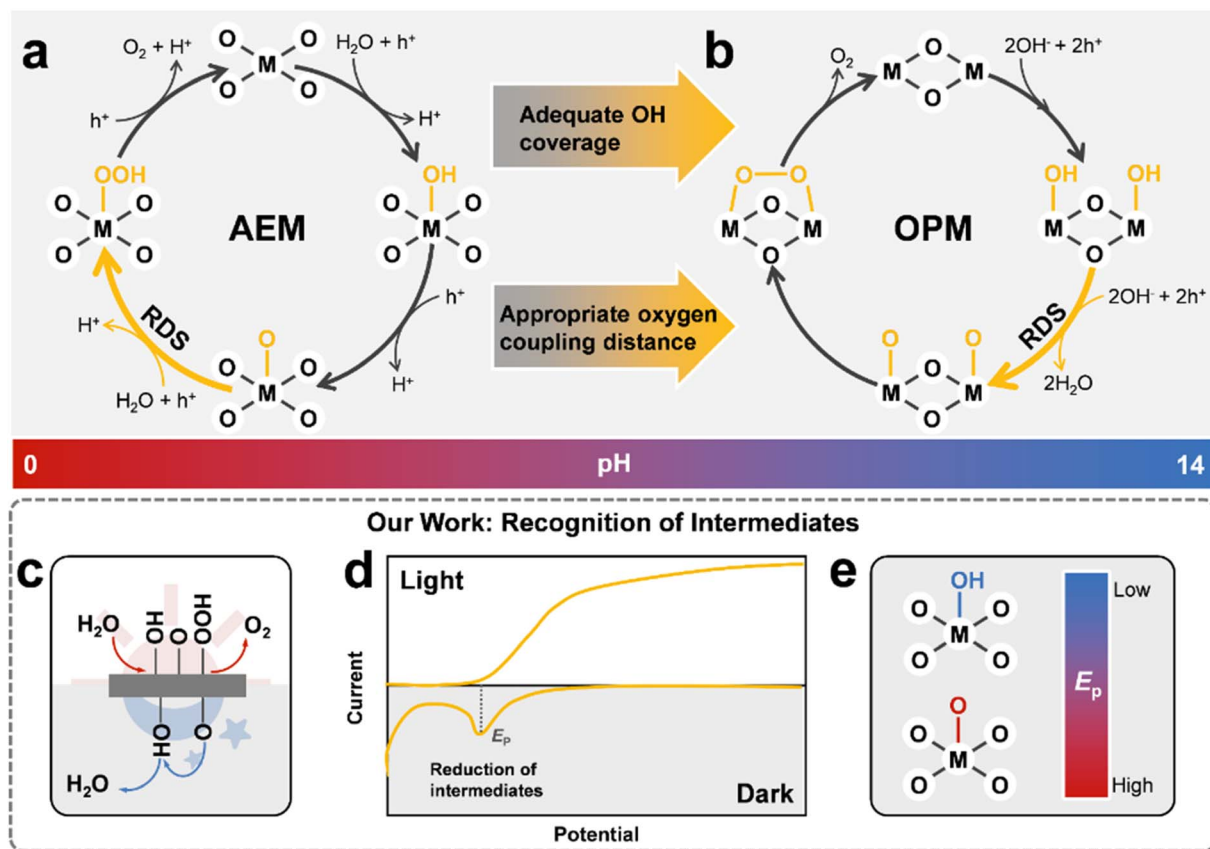 a
O
O
M
O
O
O₂ + H⁺
H₂O + h⁺
h⁺
H⁺
OOH
O
O
M
O
O
AEM
OH
O
O
M
O
O
h⁺
H⁺
RDS
H⁺
H₂O + h⁺
O
O
O
M
O
O
Adequate OH
coverage
Appropriate oxygen
coupling distance
b
O
M
M
O
O₂
2OH⁻ + 2h⁺
O
O
O
M
M
O
OPM
OH
OH
O
M
M
O
RDS
2OH⁻ + 2h⁺
2H₂O
O
O
O
M
M
O
0
pH
14
Our Work: Recognition of Intermediates
c
H₂O
OH
O
OOH
O₂
HO
O
H₂O
d
Light
Current
Eₚ
Reduction of
intermediates
Dark
Potential
e
OH
O
O
M
O
O
O
O
O
M
O
O
Low
Eₚ
High